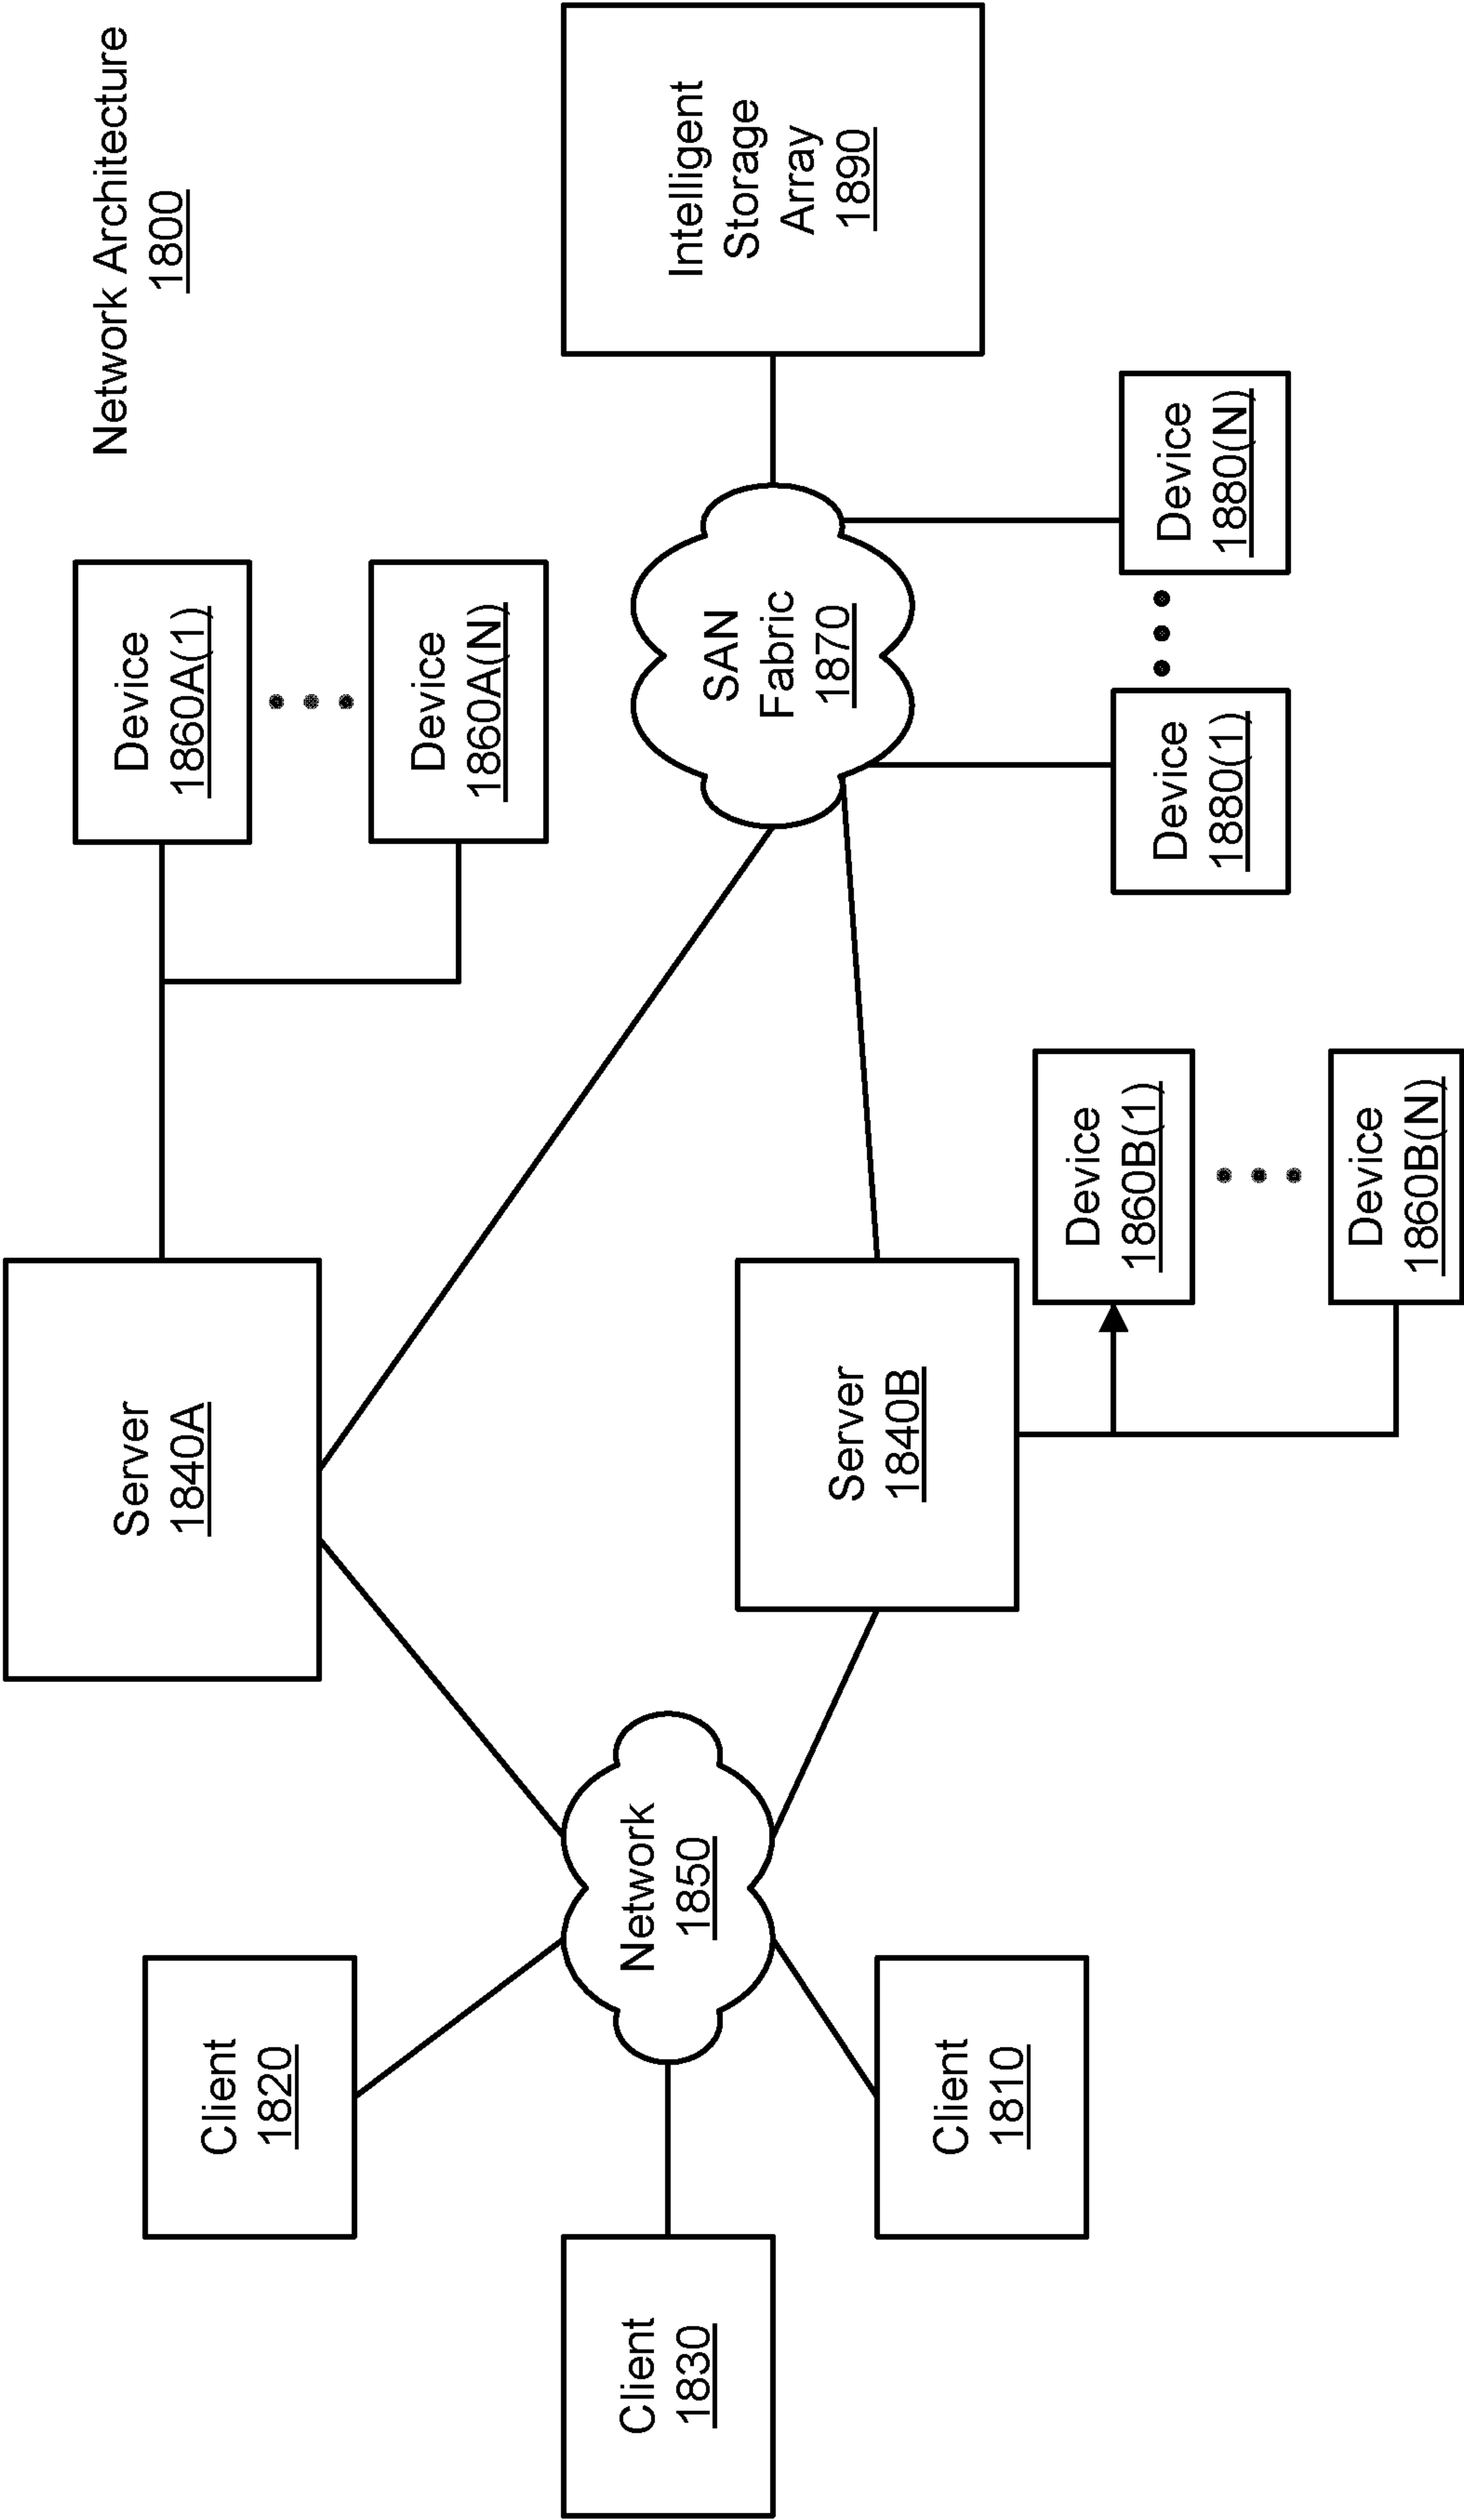 Network Architecture
1800
Device
1860A(1)
Device
1860A(N)
Server
1840A
Client
1820
Client
1830
Network
1850
Client
1810
Server
1840B
SAN
Fabric
1870
Intelligent
Storage
Array
1890
Device
1880(1)
Device
1880(N)
Device
1860B(1)
Device
1860B(N)